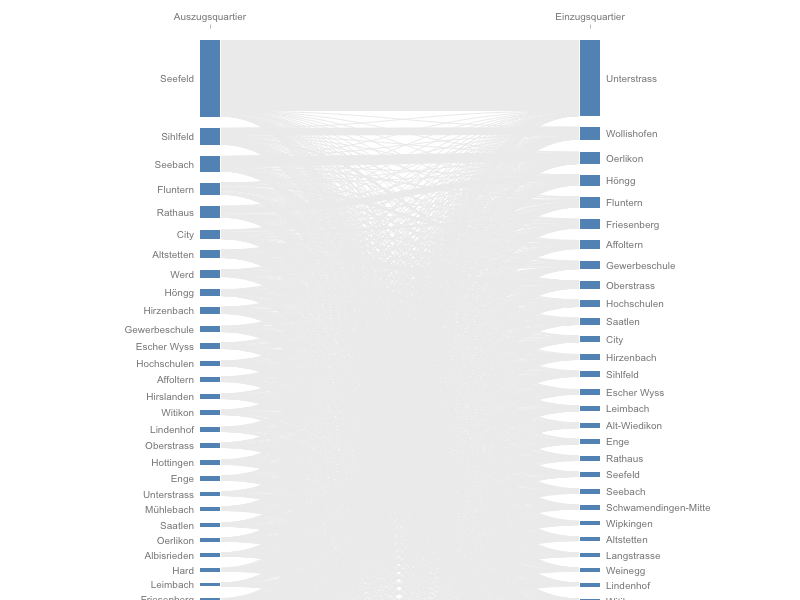 Auszugsquartier
Einzugsquartier
Seefeld
Sihlfeld
Seebach
Fluntern
Rathaus
City
Altstetten
Werd
Höngg
Hirzenbach
Gewerbeschule
Escher Wyss
Hochschulen
Affoltern
Hirslanden
Witikon
Lindenhof
Oberstrass
Hottingen
Enge
Unterstrass
Mühlebach
Saatlen
Oerlikon
Albisrieden
Hard
Leimbach
Friesenberg
Unterstrass
Wollishofen
Oerlikon
Höngg
Fluntern
Friesenberg
Affoltern
Gewerbeschule
Oberstrass
Hochschulen
Saatlen
City
Hirzenbach
Sihlfeld
Escher Wyss
Leimbach
Alt-Wiedikon
Enge
Rathaus
Seefeld
Seebach
Schwamendingen-Mitte
Wipkingen
Altstetten
Langstrasse
Weinegg
Lindenhof